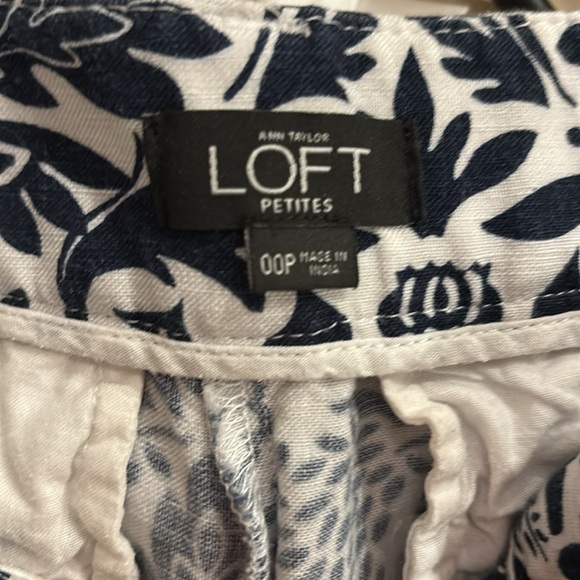 ANN TAYLOR
LOFT
PETITES
00P
MADE IN
INDIA